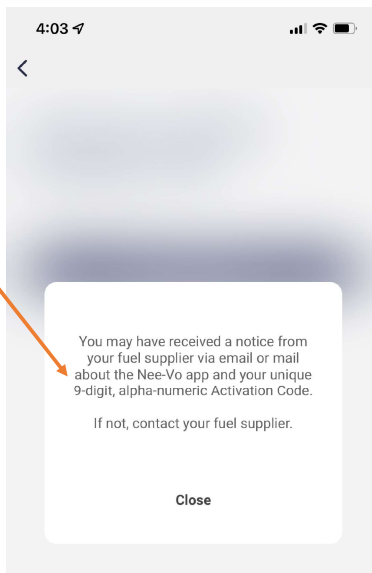 4:03
You may have received a notice from
your fuel supplier via email or mail
about the Nee-Vo app and your unique
9-digit, alpha-numeric Activation Code.
If not, contact your fuel supplier.
Close